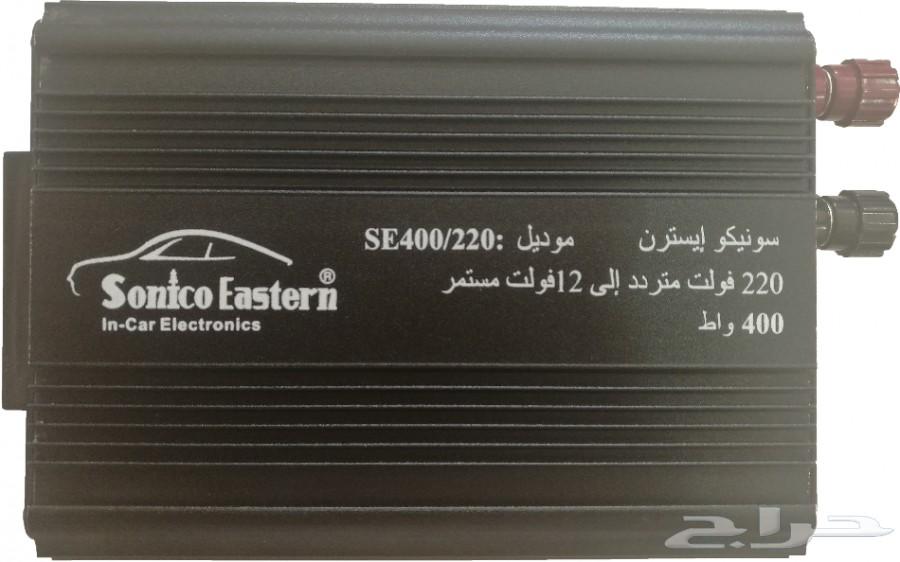 سونيكو إيسترن موديل :SE400/220
220 فولت متردد إلى 12فولت مستمر
400 واط
Sonico Eastern®
In-Car Electronics
حراج